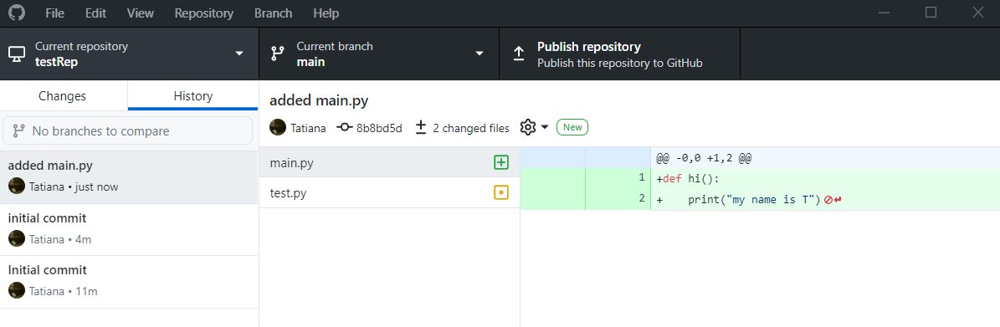 File Edit View Repository Branch Help
Current repository
testRep
Current branch
main
Publish repository
Publish this repository to GitHub
Changes History
No branches to compare
added main.py
Tatiana • just now
initial commit
Tatiana • 4m
Initial commit
Tatiana • 11m
added main.py
Tatiana 8b8bd5d 2 changed files New
main.py
test.py
@@ -0,0 +1,2 @@
1 +def hi():
2 + print("my name is T")